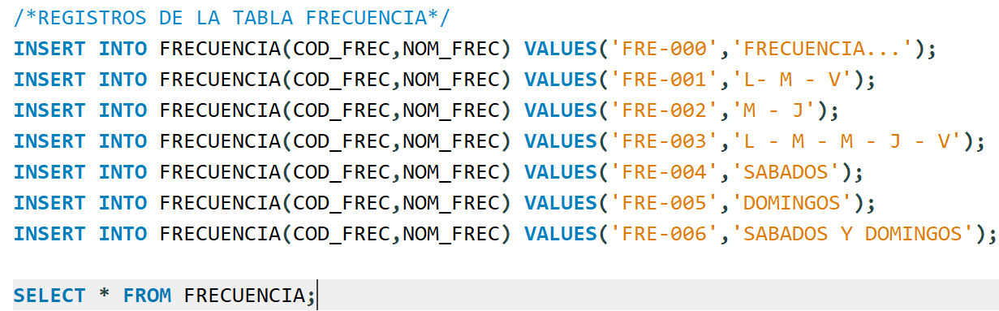 /*REGISTROS DE LA TABLA FRECUENCIA*/
INSERT INTO FRECUENCIA(COD_FREC,NOM_FREC) VALUES('FRE-000','FRECUENCIA...');
INSERT INTO FRECUENCIA(COD_FREC,NOM_FREC) VALUES('FRE-001','L- M - V');
INSERT INTO FRECUENCIA(COD_FREC,NOM_FREC) VALUES('FRE-002','M - J');
INSERT INTO FRECUENCIA(COD_FREC,NOM_FREC) VALUES('FRE-003','L - M - M - J - V');
INSERT INTO FRECUENCIA(COD_FREC,NOM_FREC) VALUES('FRE-004','SABADOS');
INSERT INTO FRECUENCIA(COD_FREC,NOM_FREC) VALUES('FRE-005','DOMINGOS');
INSERT INTO FRECUENCIA(COD_FREC,NOM_FREC) VALUES('FRE-006','SABADOS Y DOMINGOS');
SELECT * FROM FRECUENCIA;